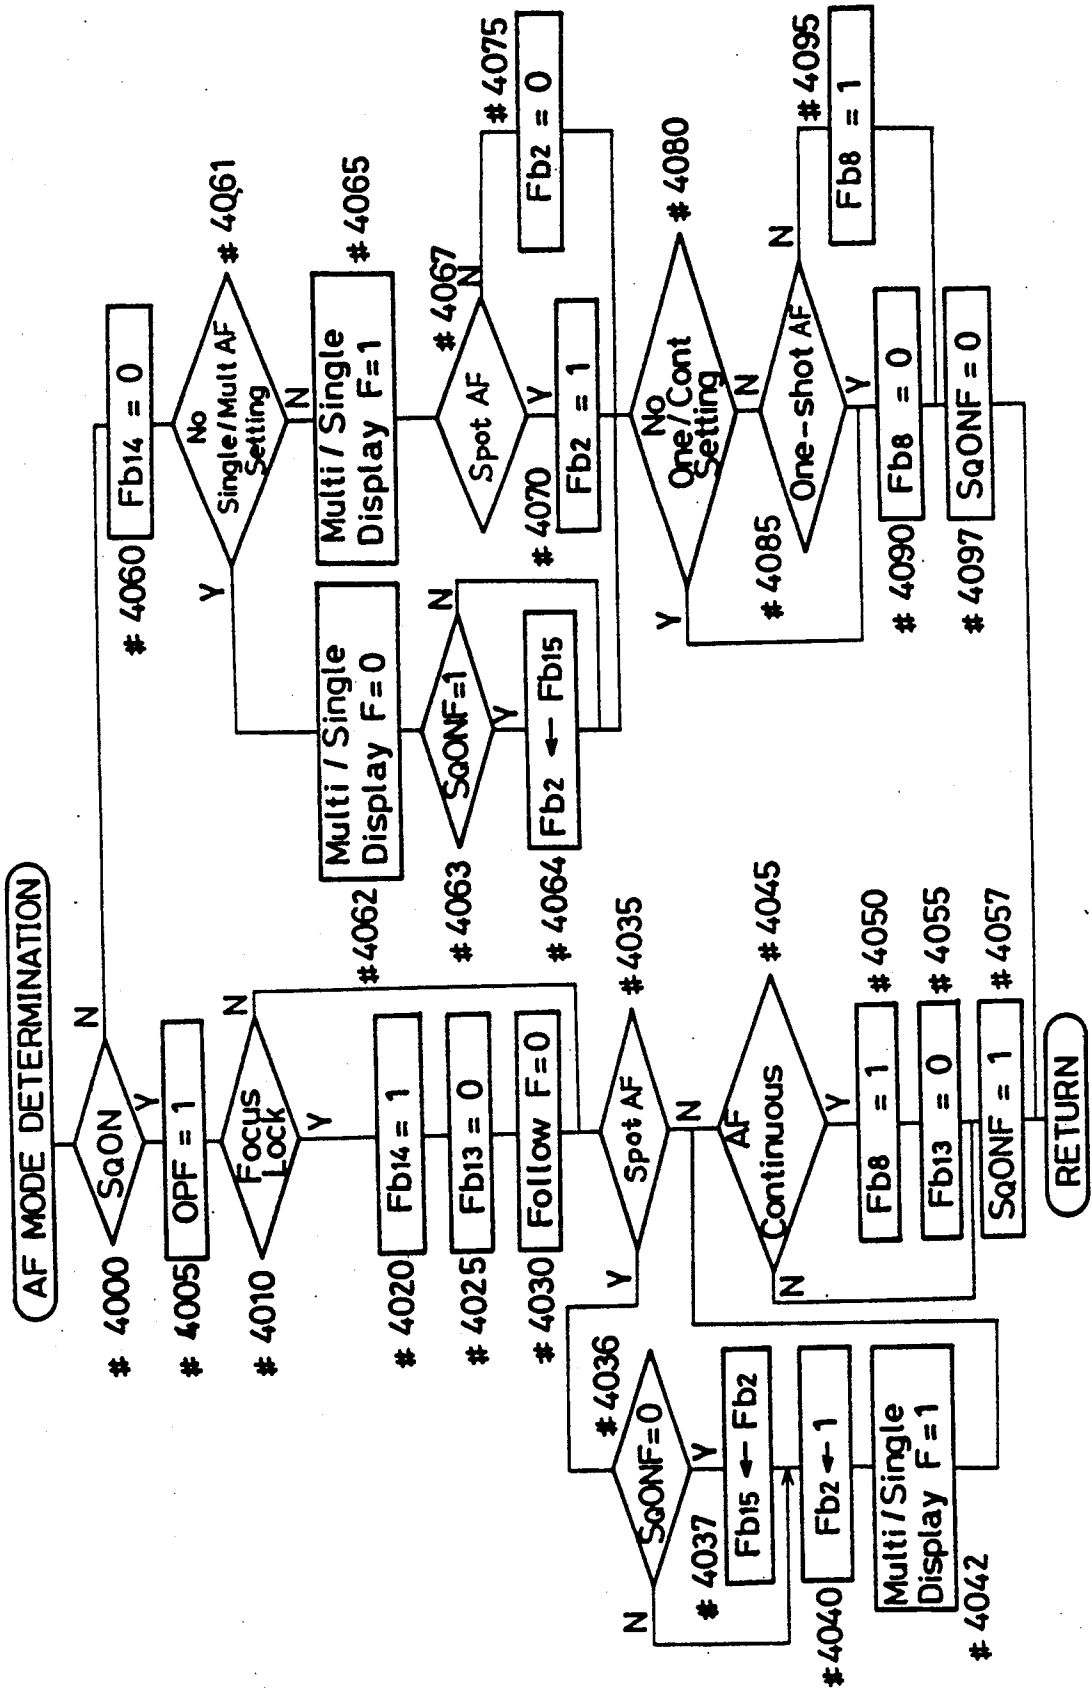 AF MODE DETERMINATION
# 4000
SQON
N
Y
# 4005
OPF = 1
# 4010
Focus
Lock
N
Y
# 4020
Fb14 = 1
# 4025
Fb13 = 0
# 4030
Follow F=0
# 4035
Spot AF
Y
N
# 4036
SQONF=0
N
Y
# 4037
Fb15 ← Fb2
# 4040
Fb2 ← 1
Multi / Single
Display F=1
# 4042
# 4045
AF
Continuous
N
Y
Fb8 = 1
# 4050
Fb13 = 0
# 4055
SQONF = 1
# 4057
RETURN
# 4060
Fb14 = 0
# 4061
No
Single/Mult AF
Setting
Y
N
Multi / Single
Display F=0
# 4062
SQONF=1
# 4063
N
Y
Fb2 ← Fb15
# 4064
Multi / Single
Display F=1
# 4065
# 4067
Spot AF
N
Y
# 4070
Fb2 = 1
# 4075
Fb2 = 0
# 4080
No
One/Cont
Setting
Y
N
# 4085
One-shot AF
N
Y
# 4090
Fb8 = 0
# 4095
Fb8 = 1
# 4097
SQONF = 0